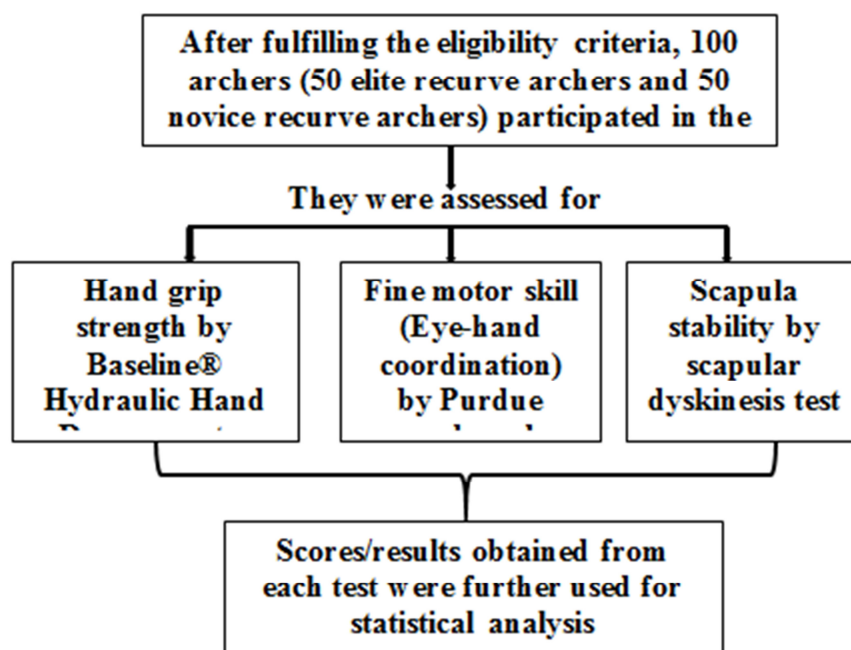 After fulfilling the eligibility criteria, 100
archers (50 elite recurve archers and 50
novice recurve archers) participated in the
They were assessed for
Hand grip
strength by
Baseline®
Hydraulic Hand
Fine motor skill
(Eye-hand
coordination)
by Purdue
Scapula
stability by
scapular
dyskinesis test
Scores/results obtained from
each test were further used for
statistical analysis